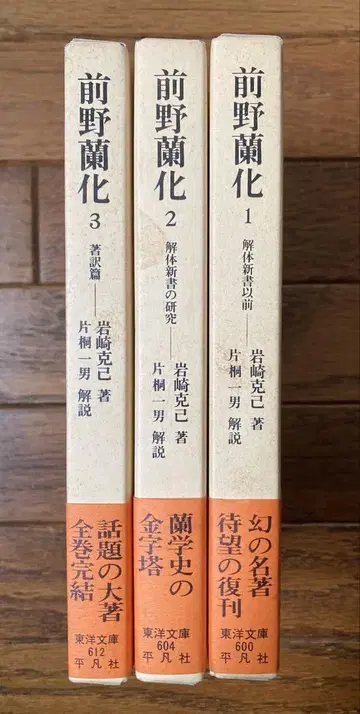 前野蘭化
1
解体新書以前
岩崎克己 著
片桐一男 解説
幻の名著
待望の復刊
東洋文庫
600
平凡社
前野蘭化
2
解体新書の研究
岩崎克己 著
片桐一男 解説
蘭学史の
金字塔
東洋文庫
604
平凡社
前野蘭化
3
著訳篇
岩崎克己 著
片桐一男 解説
話題の大著
全巻完結
東洋文庫
612
平凡社